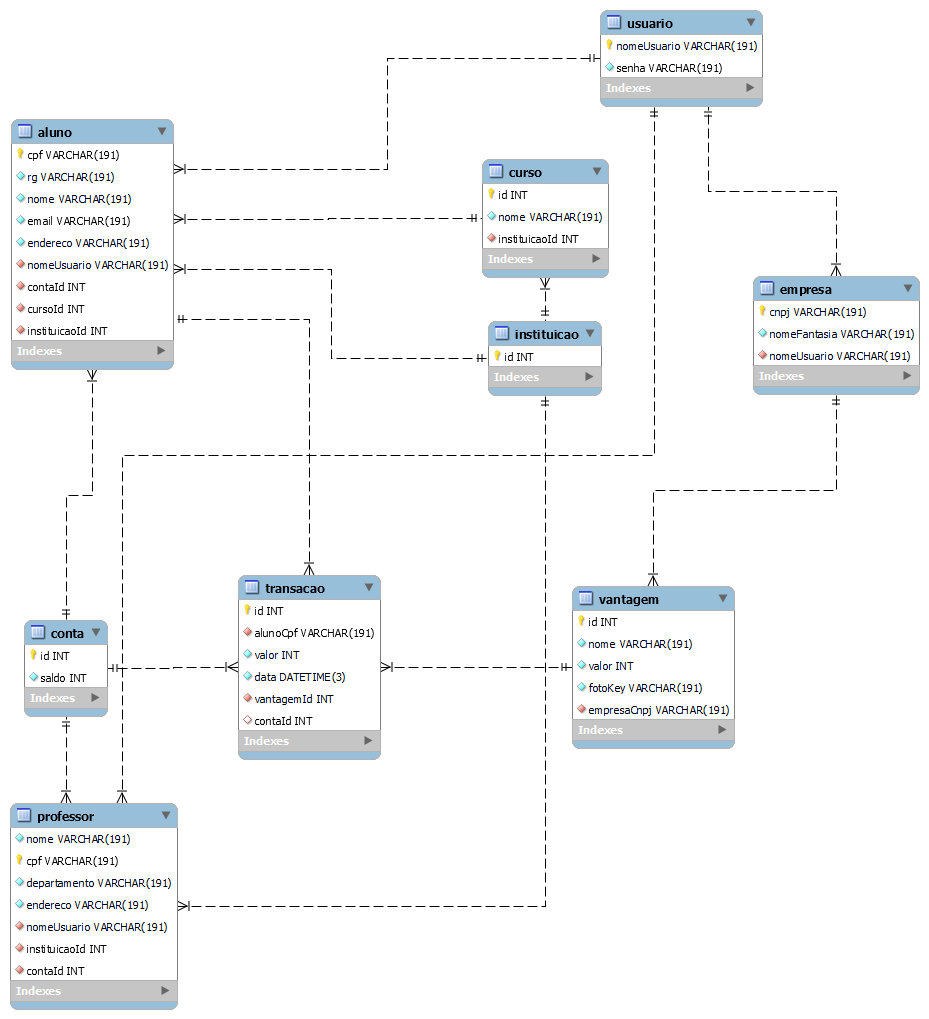 usuario
nomeUsuario VARCHAR(191)
senha VARCHAR(191)
Indexes
aluno
cpf VARCHAR(191)
rg VARCHAR(191)
nome VARCHAR(191)
email VARCHAR(191)
endereco VARCHAR(191)
nomeUsuario VARCHAR(191)
contaId INT
cursoId INT
instituicaoId INT
Indexes
curso
id INT
nome VARCHAR(191)
instituicaoId INT
Indexes
instituicao
id INT
Indexes
empresa
cnpj VARCHAR(191)
nomeFantasia VARCHAR(191)
nomeUsuario VARCHAR(191)
Indexes
transacao
id INT
alunoCpf VARCHAR(191)
valor INT
data DATETIME(3)
vantagemId INT
contaId INT
Indexes
vantagem
id INT
nome VARCHAR(191)
valor INT
fotoKey VARCHAR(191)
empresaCnpj VARCHAR(191)
Indexes
conta
id INT
saldo INT
Indexes
professor
nome VARCHAR(191)
cpf VARCHAR(191)
departamento VARCHAR(191)
endereco VARCHAR(191)
nomeUsuario VARCHAR(191)
instituicaoId INT
contaId INT
Indexes